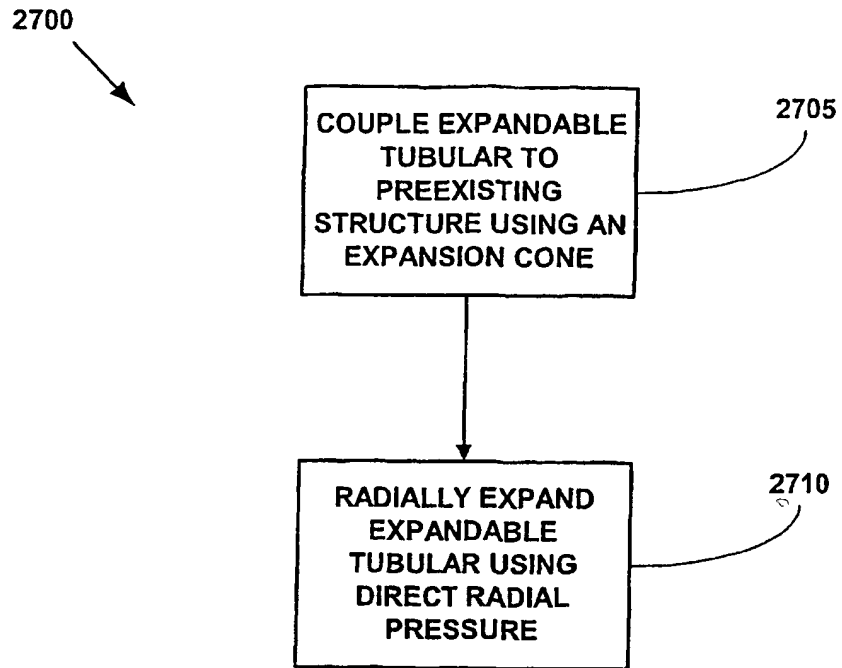 2700
COUPLE EXPANDABLE
TUBULAR TO
PREEXISTING
STRUCTURE USING AN
EXPANSION CONE
2705
RADIALLY EXPAND
EXPANDABLE
TUBULAR USING
DIRECT RADIAL
PRESSURE
2710